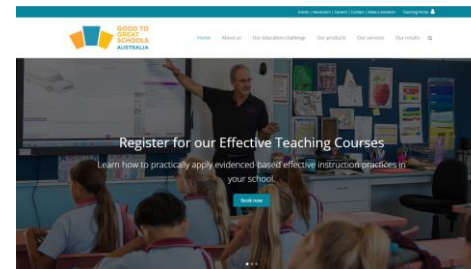 Events | Newsroom | Careers | Contact | Make a donation Teaching Portal
GOOD TO
GREAT
SCHOOLS
AUSTRALIA
Home About us Our education challenge Our products Our services Our results
Register for our Effective Teaching Courses
Learn how to practically apply evidenced-based effective instruction practices in
your school.
Book now